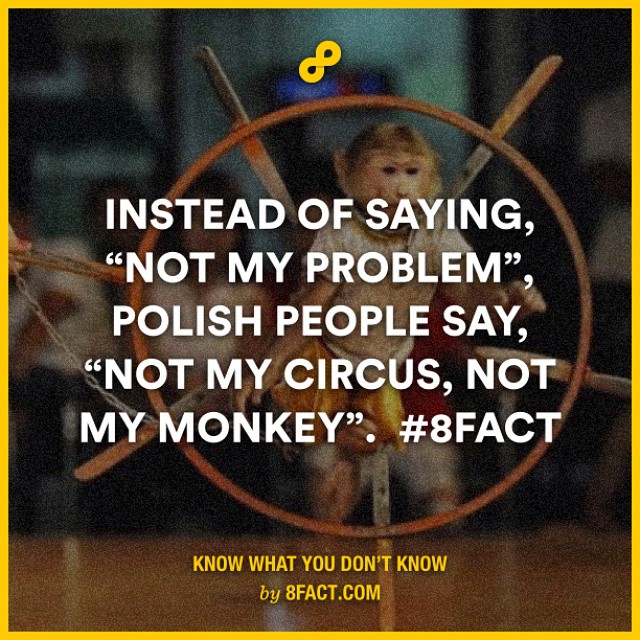 INSTEAD OF SAYING,
“NOT MY PROBLEM”,
POLISH PEOPLE SAY,
“NOT MY CIRCUS, NOT
MY MONKEY”. #8FACT
KNOW WHAT YOU DON’T KNOW
by 8FACT.COM